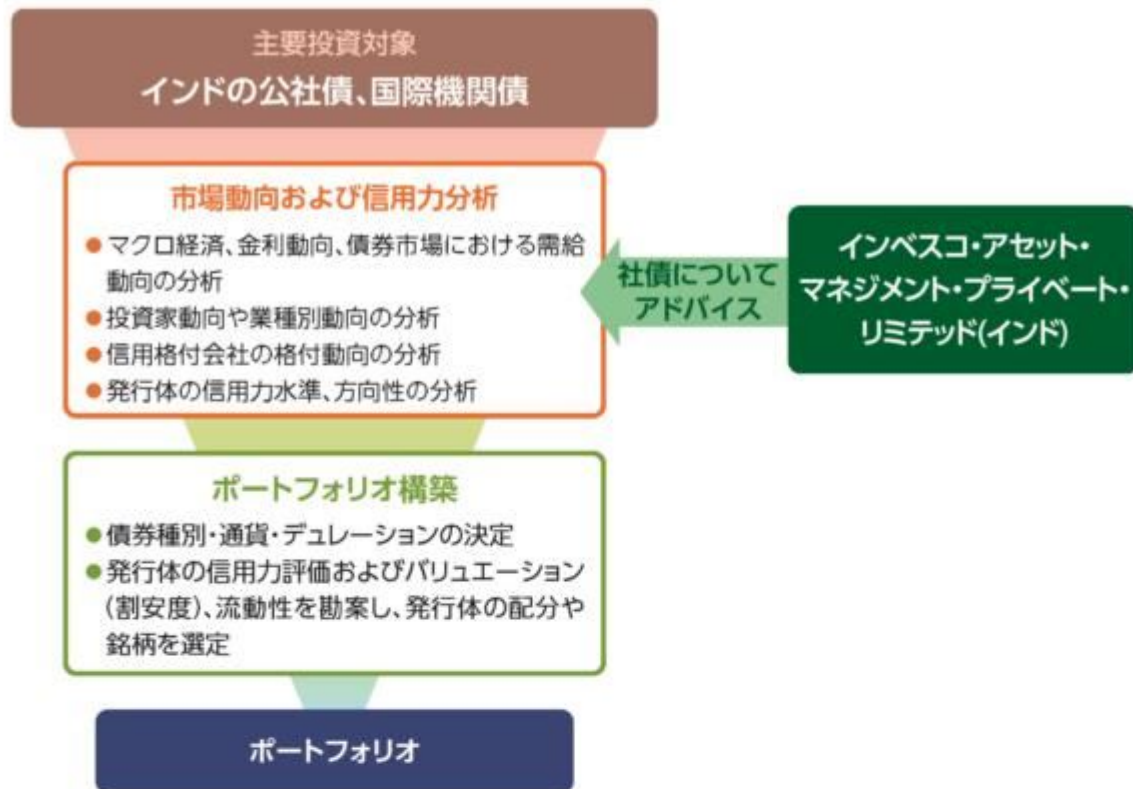 主要投資対象
インドの公社債、国際機関債
市場動向および信用力分析
●マクロ経済、金利動向、債券市場における需給
動向の分析
●投資家動向や業種別動向の分析
●信用格付会社の格付動向の分析
●発行体の信用力水準、方向性の分析
社債について
アドバイス
インベスコ・アセット・
マネジメント・プライベート・
リミテッド(インド)
ポートフォリオ構築
●債券種別・通貨・デュレーションの決定
●発行体の信用力評価およびバリュエーション
(割安度)、流動性を勘案し、発行体の配分や
銘柄を選定
ポートフォリオ